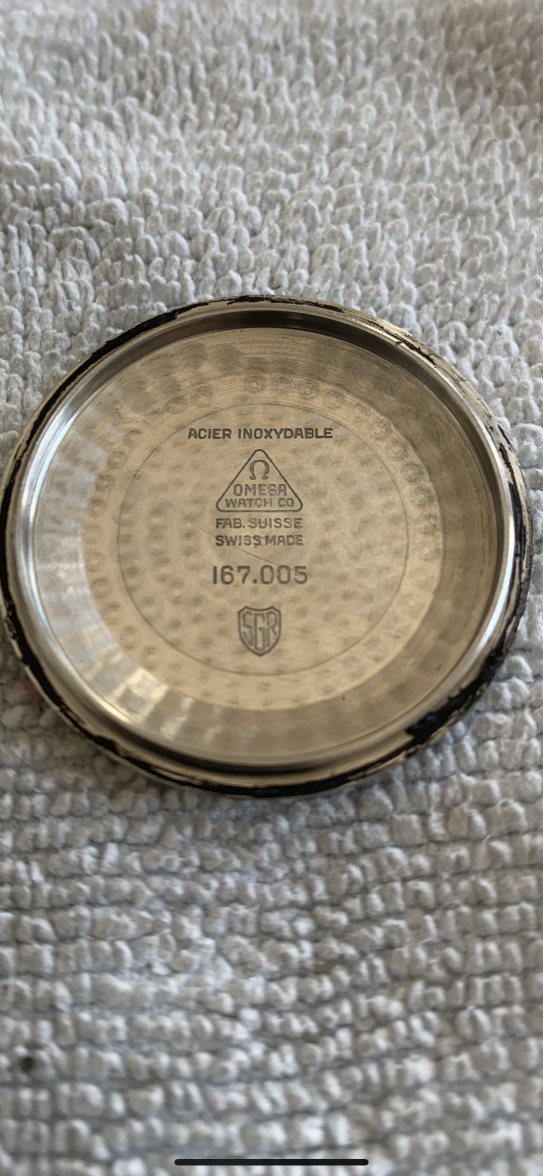 ACIER INOXYDABLE
Ω
OMEGA
WATCH CO
FAB. SUISSE
SWISS MADE
167.005
SGR